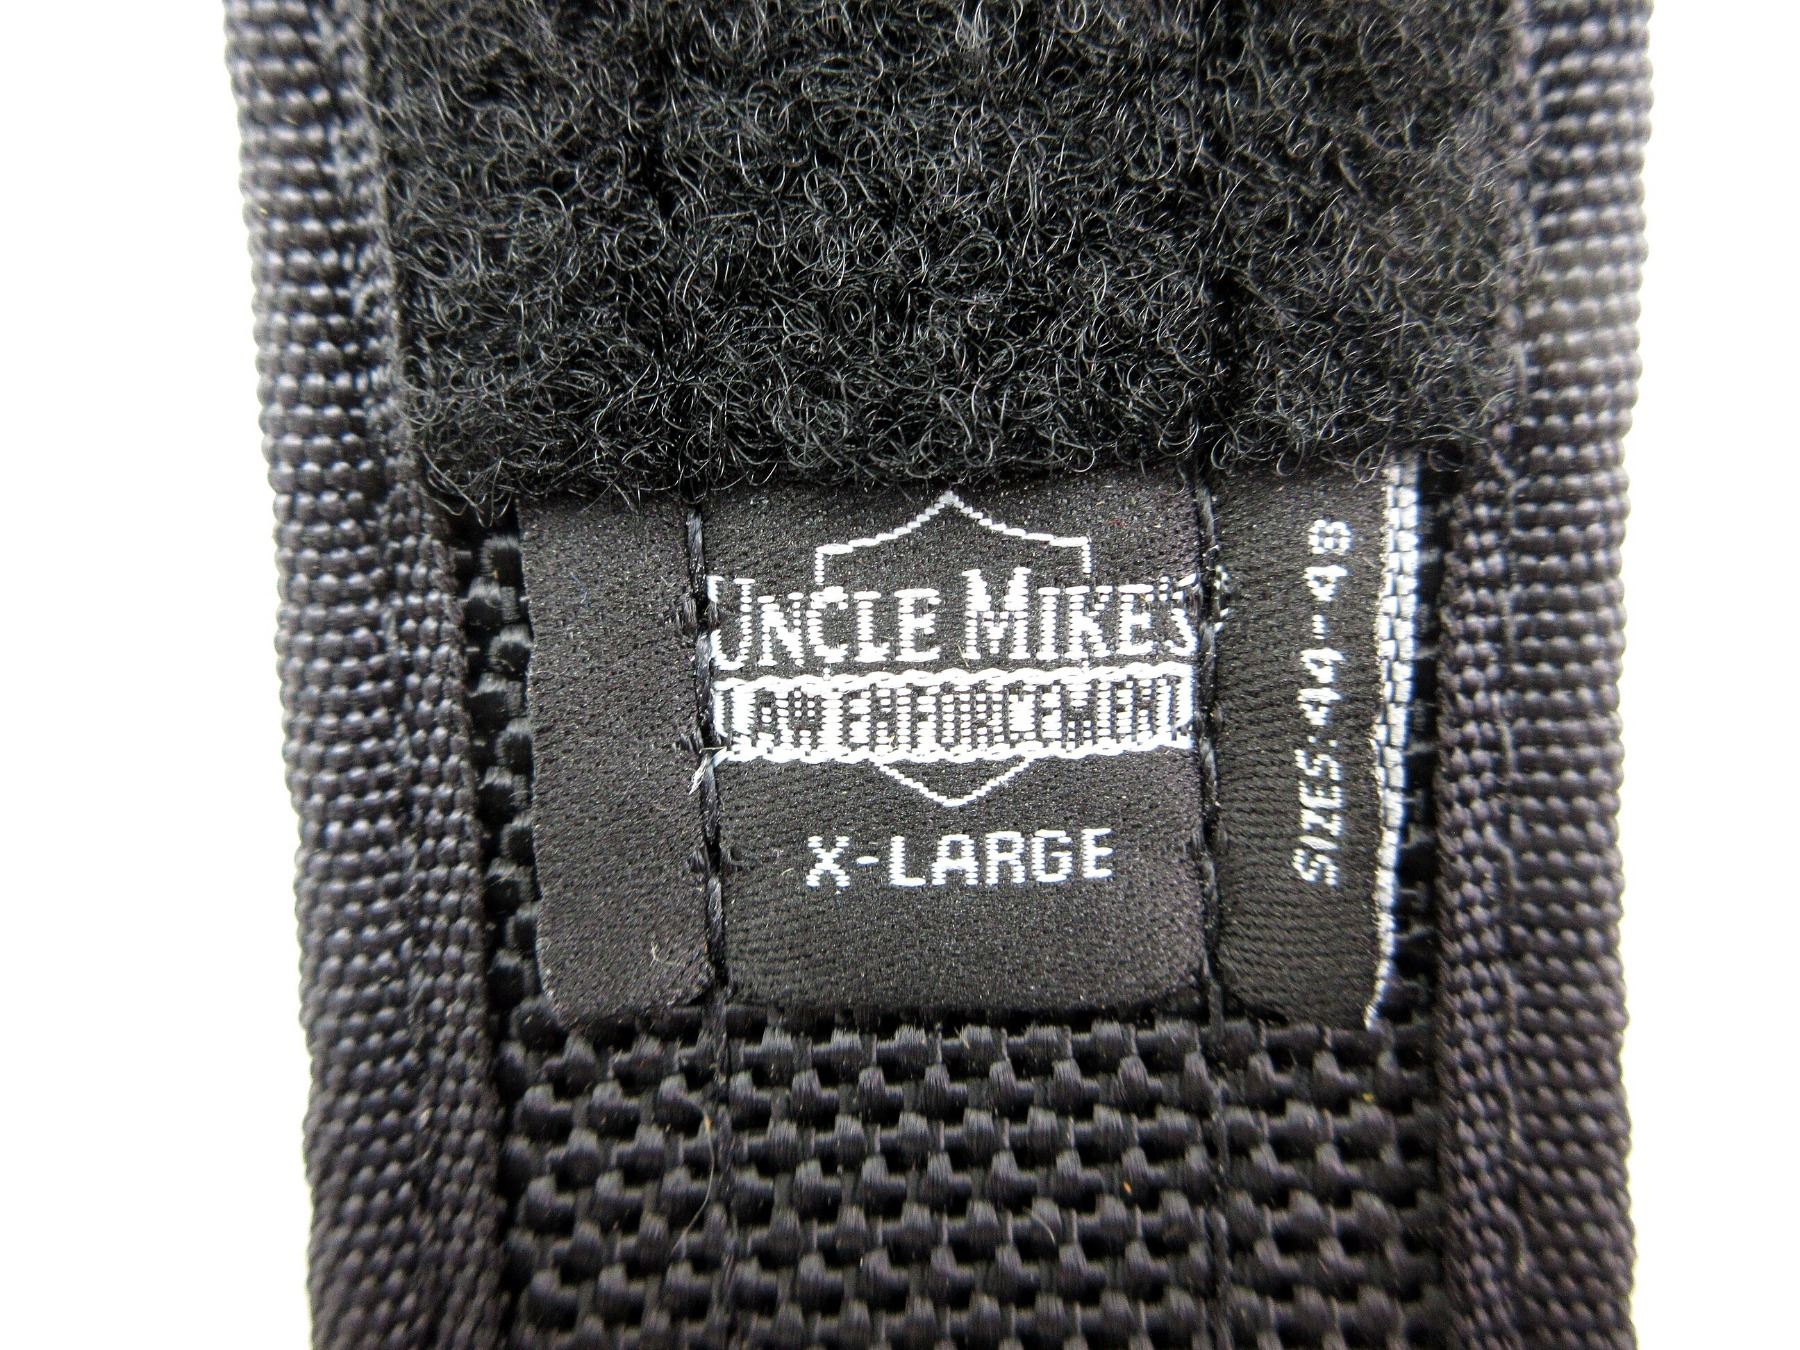 UNCLE MIKE'S
LAW ENFORCEMENT
X-LARGE
SIZES: 44-48